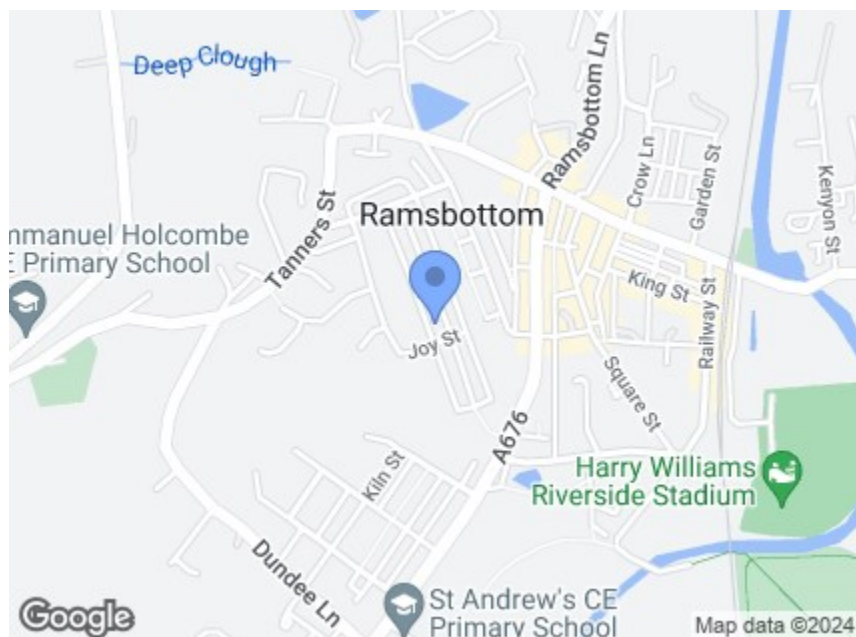 Deep Clough
Ramsbottom Ln
Crow Ln
Garden St
Kenyon St
Tanners St
Ramsbottom
mmanuel Holcombe
E Primary School
King St
Railway St
Joy St
Square St
A676
Kiln St
Harry Williams
Riverside Stadium
Dundee Ln
St Andrew's CE
Primary School
Google
Map data ©2024